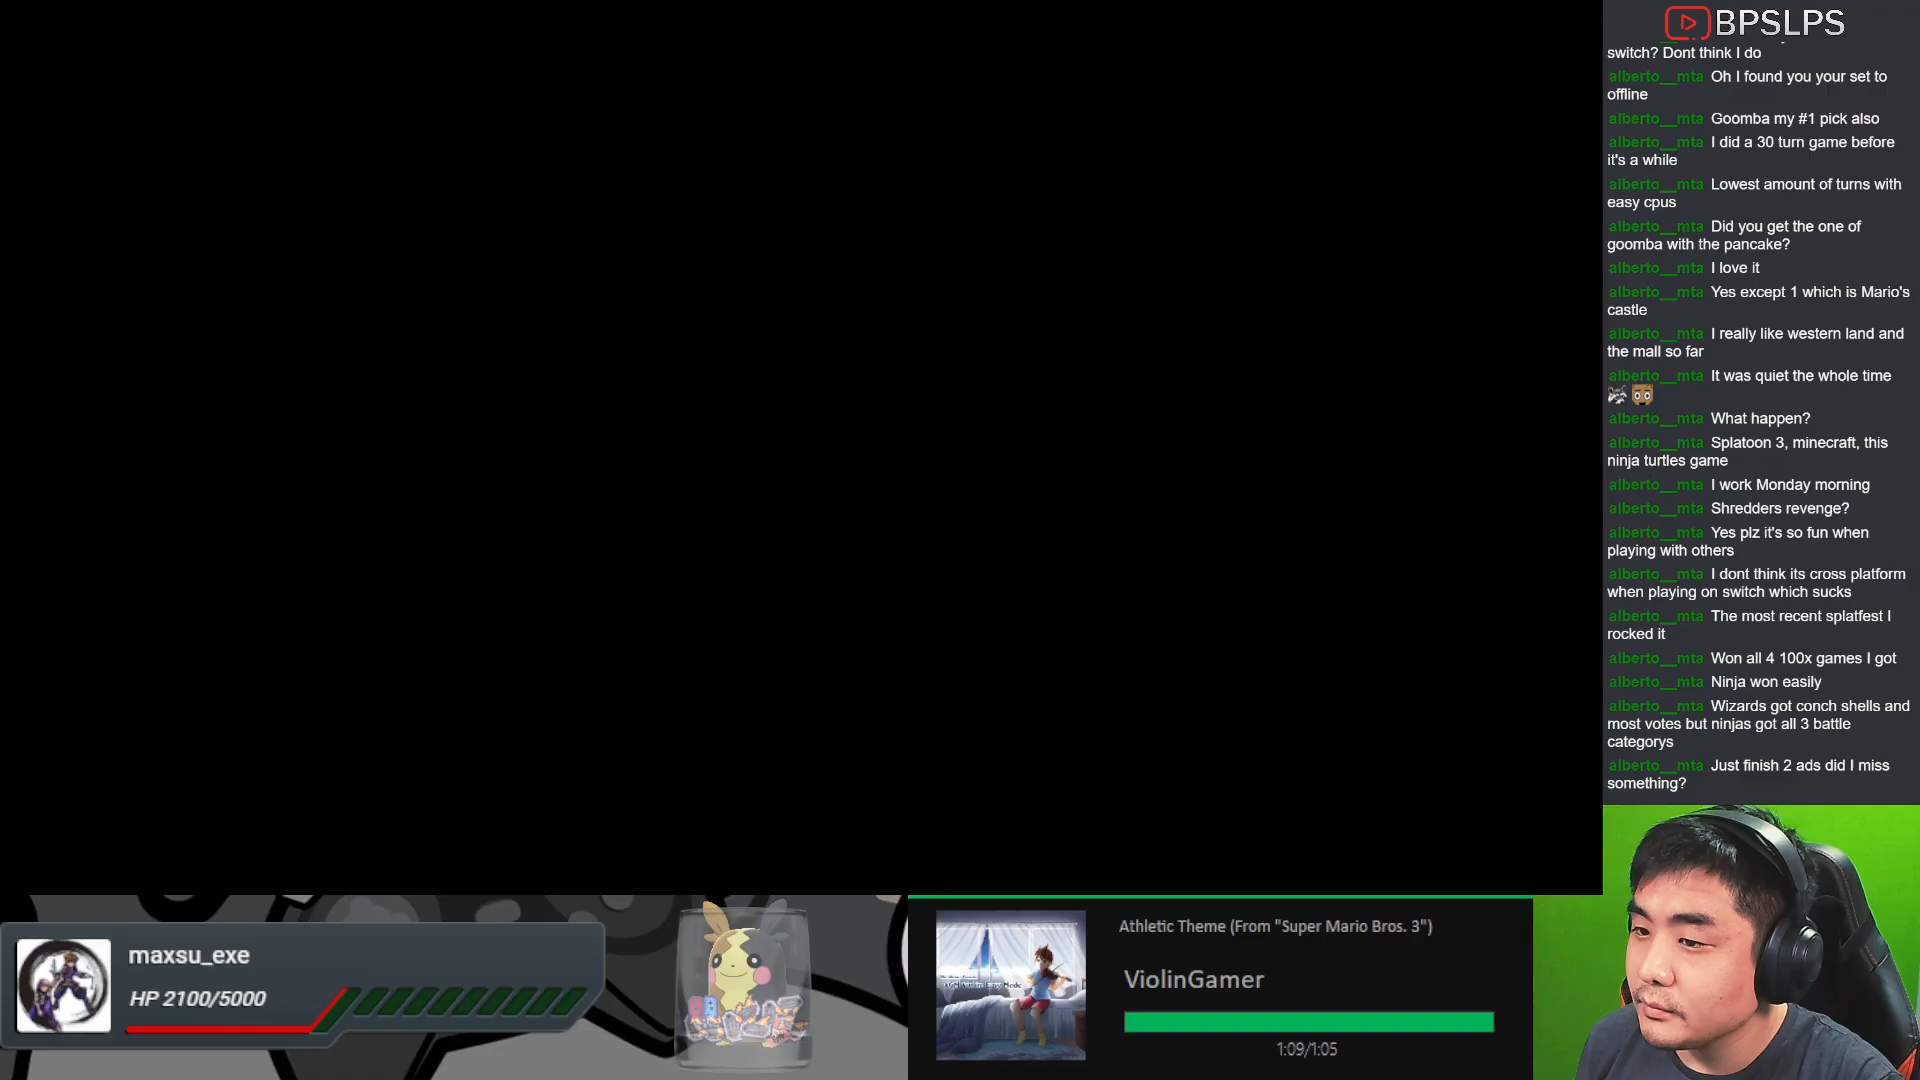 BPSLPS
switch? Dont think I do
alberto__mta Oh I found you your set to
offline
alberto__mta Goomba my #1 pick also
alberto__mta I did a 30 turn game before
it's a while
alberto__mta Lowest amount of turns with
easy cpus
alberto__mta Did you get the one of
goomba with the pancake?
alberto__mta I love it
alberto__mta Yes except 1 which is Mario's
castle
alberto__mta I really like western land and
the mall so far
alberto__mta It was quiet the whole time
alberto__mta What happen?
alberto__mta Splatoon 3, minecraft, this
ninja turtles game
alberto__mta I work Monday morning
alberto__mta Shredders revenge?
alberto__mta Yes plz it's so fun when
playing with others
alberto__mta I dont think its cross platform
when playing on switch which sucks
alberto__mta The most recent splatfest I
rocked it
alberto__mta Won all 4 100x games I got
alberto__mta Ninja won easily
alberto__mta Wizards got conch shells and
most votes but ninjas got all 3 battle
categorys
alberto__mta Just finish 2 ads did I miss
something?
maxsu_exe
HP 2100/5000
Athletic Theme (From "Super Mario Bros. 3")
ViolinGamer
1:09/1:05